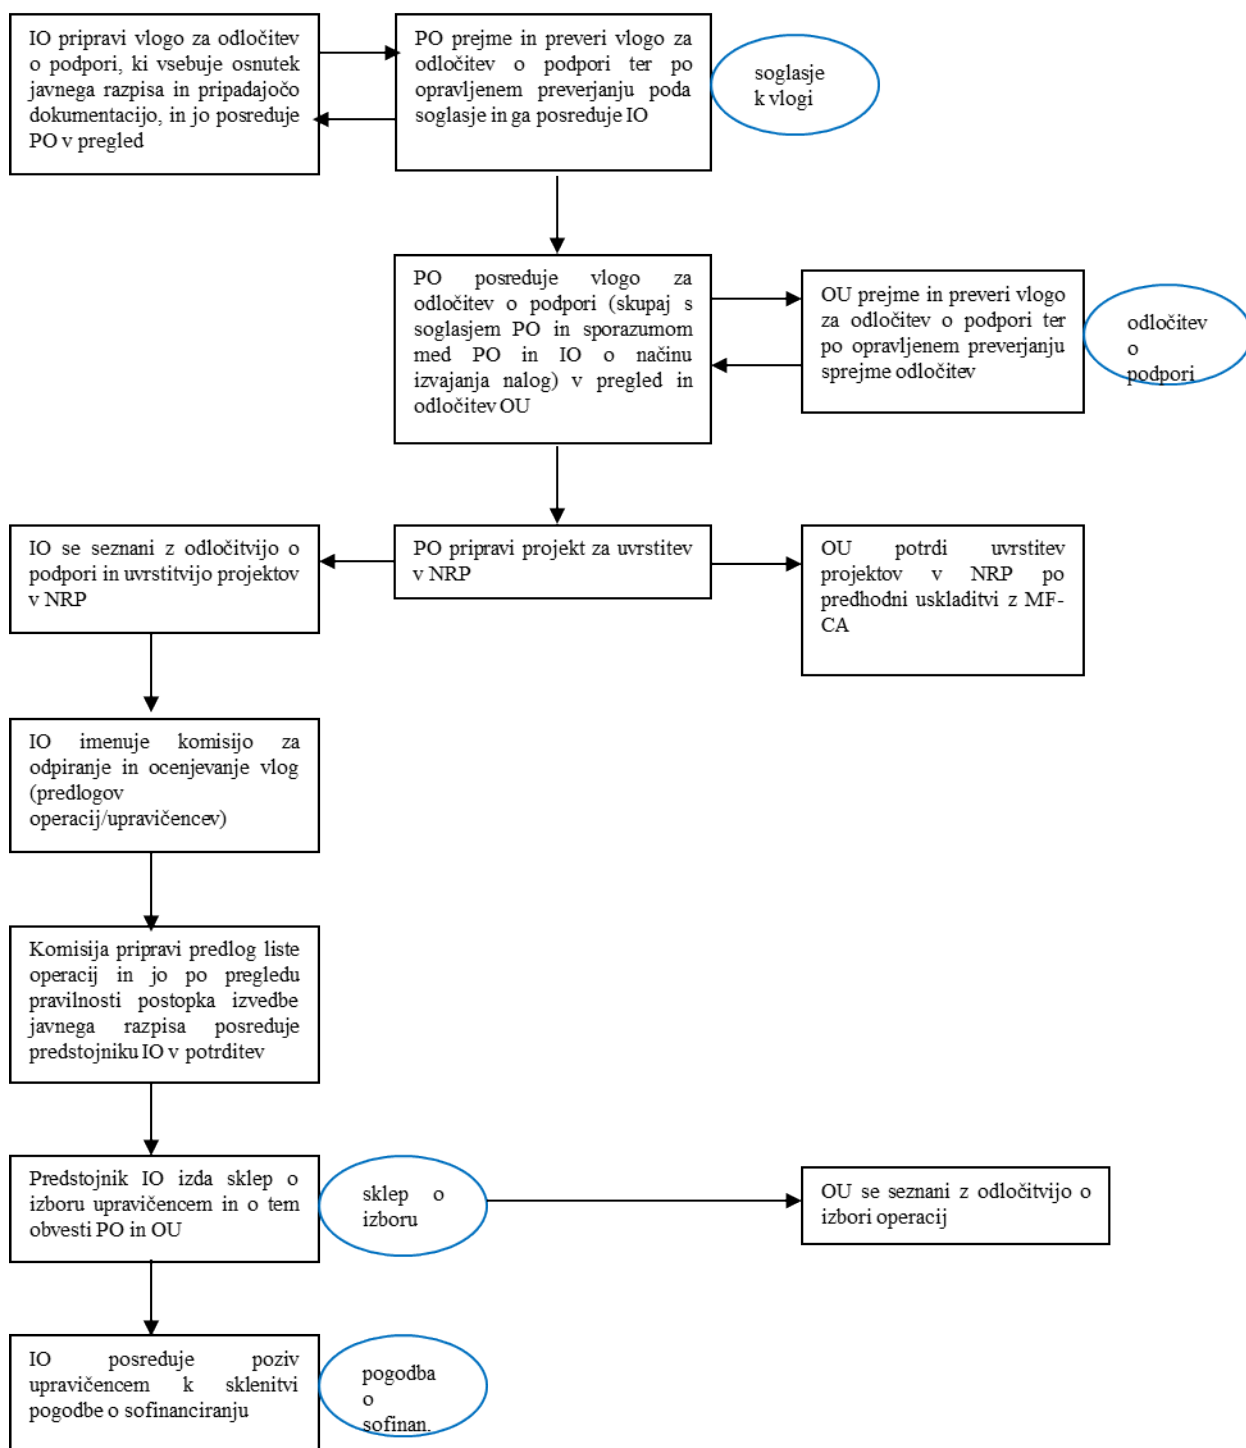 IO pripravi vlogo za odločitev
o podpori, ki vsebuje osnutek
javnega razpisa in pripadajočo
dokumentacijo, in jo posreduje
PO v pregled
PO prejme in preveri vlogo za
odločitev o podpori ter po
opravljenem preverjanju poda
soglasje in ga posreduje IO
soglasje
k vlogi
PO posreduje vlogo za
odločitev o podpori (skupaj s
soglasjem PO in sporazumom
med PO in IO o načinu
izvajanja nalog) v pregled in
odločitev OU
OU prejme in preveri vlogo
za odločitev o podpori ter
po opravljenem preverjanju
sprejme odločitev
odločitev
o
podpori
IO se seznani z odločitvijo o
podpori in uvrstitvijo projektov
v NRP
PO pripravi projekt za uvrstitev
v NRP
OU potrdi uvrstitev
projektov v NRP po
predhodni uskladitvi z MF-
CA
IO imenuje komisijo za
odpiranje in ocenjevanje vlog
(predlogov
operacij/upravičencev)
Komisija pripravi predlog liste
operacij in jo po pregledu
pravilnosti postopka izvedbe
javnega razpisa posreduje
predstojniku IO v potrditev
Predstojnik IO izda sklep o
izboru upravičencem in o tem
obvesti PO in OU
sklep o
izboru
OU se seznani z odločitvijo o
izbori operacij
IO posreduje poziv
upravičencem k sklenitvi
pogodbe o sofinanciranju
pogodba
o
sofinan.